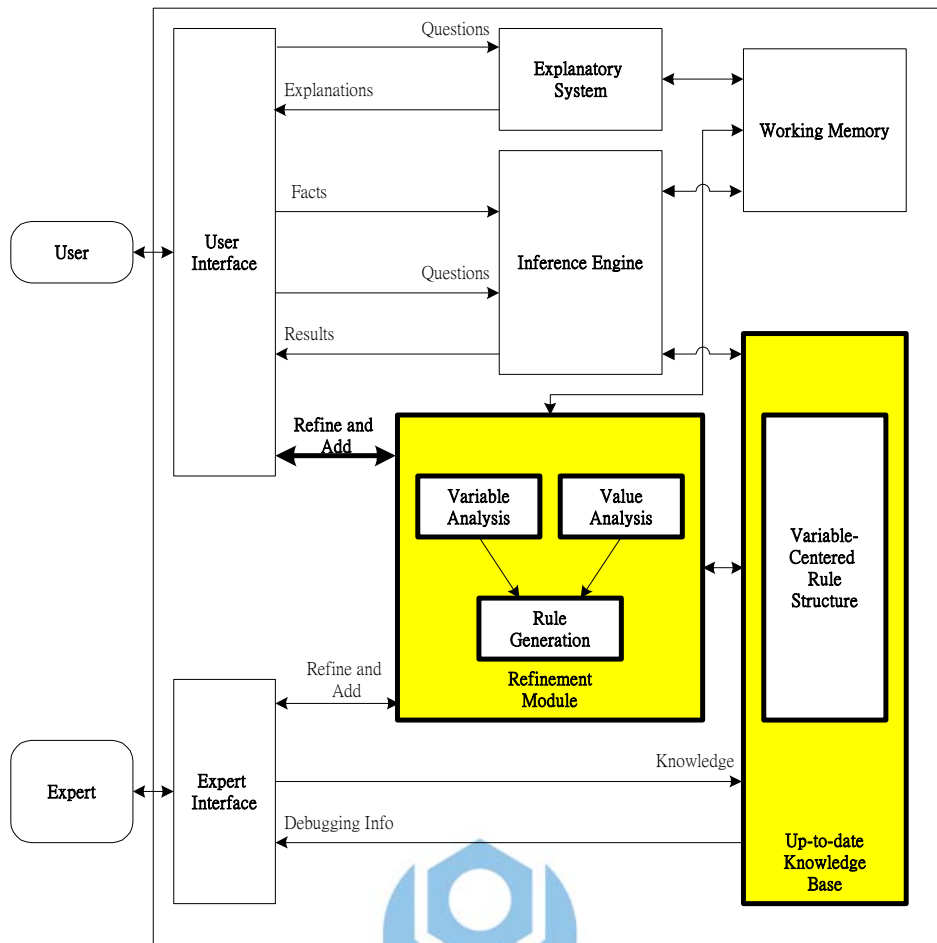 Questions
Explanatory
System
Explanations
Working Memory
Facts
User
User
Interface
Inference Engine
Questions
Results
Refine and
Add
Variable
Analysis
Value
Analysis
Variable-
Centered
Rule
Structure
Rule
Generation
Refinement
Module
Refine and
Add
Knowledge
Expert
Expert
Interface
Debugging Info
Up-to-date
Knowledge
Base